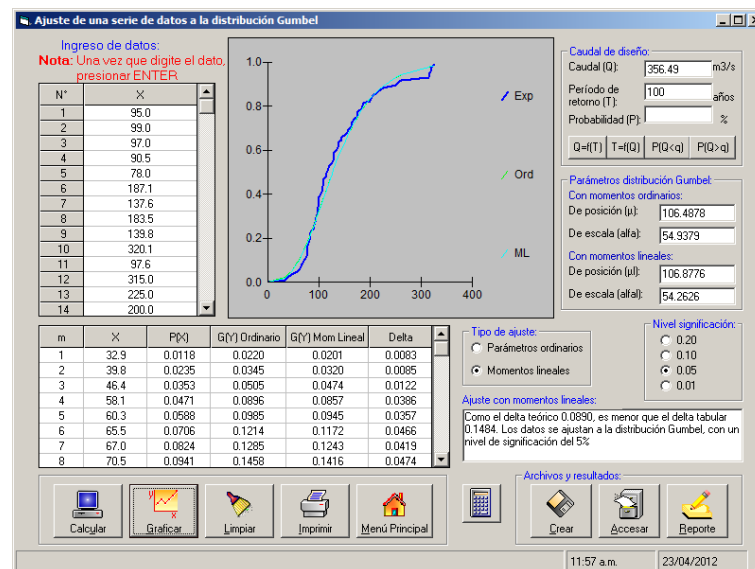 Ajuste de una serie de datos a la distribución Gumbel
Ingreso de datos:
Nota: Una vez que digite el dato,
presionar ENTER
N° X
1 95.0
2 99.0
3 97.0
4 90.5
5 78.0
6 187.1
7 137.6
8 183.5
9 139.8
10 320.1
11 97.6
12 315.0
13 225.0
14 200.0
1.0
0.8
0.6
0.4
0.2
0.0
0 100 200 300 400
Exp
Ord
ML
Caudal de diseño:
Caudal (Q): 356.49 m3/s
Período de
retorno (T): 100 años
Probabilidad (P): %
Q=f(T) T=f(Q) P(Q<q) P(Q>q)
Parámetros distribución Gumbel:
Con momentos ordinarios:
De posición (µ): 106.4878
De escala (alfa): 54.9379
Con momentos lineales:
De posición (µl): 106.8776
De escala (alfal): 54.2626
m X P(X) G(Y) Ordinario G(Y) Mom Lineal Delta
1 32.9 0.0118 0.0220 0.0201 0.0083
2 39.8 0.0235 0.0345 0.0320 0.0085
3 46.4 0.0353 0.0505 0.0474 0.0122
4 58.1 0.0471 0.0896 0.0857 0.0386
5 60.3 0.0588 0.0985 0.0945 0.0357
6 65.5 0.0706 0.1214 0.1172 0.0466
7 67.0 0.0824 0.1285 0.1243 0.0419
8 70.5 0.0941 0.1458 0.1416 0.0474
Tipo de ajuste:
Parámetros ordinarios
Momentos lineales
Nivel significación:
0.20
0.10
0.05
0.01
Ajuste con momentos lineales:
Como el delta teórico 0.0890, es menor que el delta tabular
0.1484. Los datos se ajustan a la distribución Gumbel, con un
nivel de significación del 5%
Calcular Graficar Limpiar Imprimir Menú Principal
Archivos y resultados:
Crear Accesar Reporte
11:57 a.m. 23/04/2012